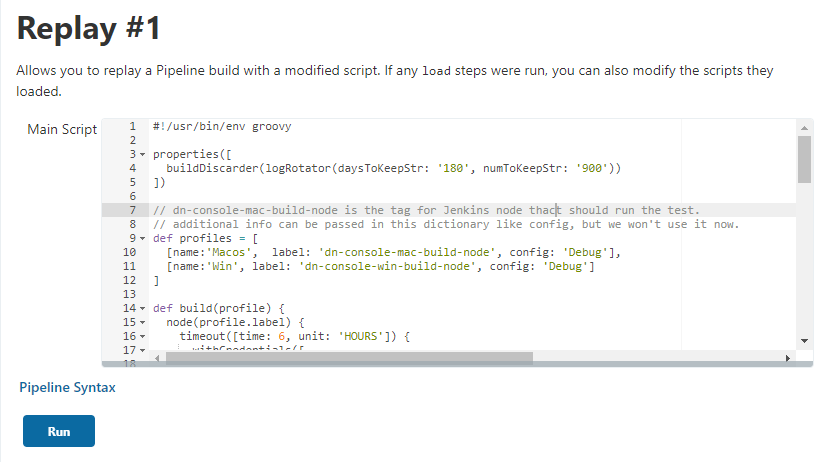 Replay #1
Allows you to replay a Pipeline build with a modified script. If any load steps were run, you can also modify the scripts they
loaded.
Main Script
1 #!/usr/bin/env groovy
2
3 properties([
4 buildDiscarder(logRotator(daysToKeepStr: '180', numToKeepStr: '900'))
5 ])
6
7 // dn-console-mac-build-node is the tag for Jenkins node thact should run the test.
8 // additional info can be passed in this dictionary like config, but we won't use it now.
9 def profiles = [
10 [name:'Macos',  label: 'dn-console-mac-build-node', config: 'Debug'],
11 [name:'Win', label: 'dn-console-win-build-node', config: 'Debug']
12 ]
13
14 def build(profile) {
15 node(profile.label) {
16 timeout([time: 6, unit: 'HOURS']) {
17 withCredentials([
18
Pipeline Syntax
Run